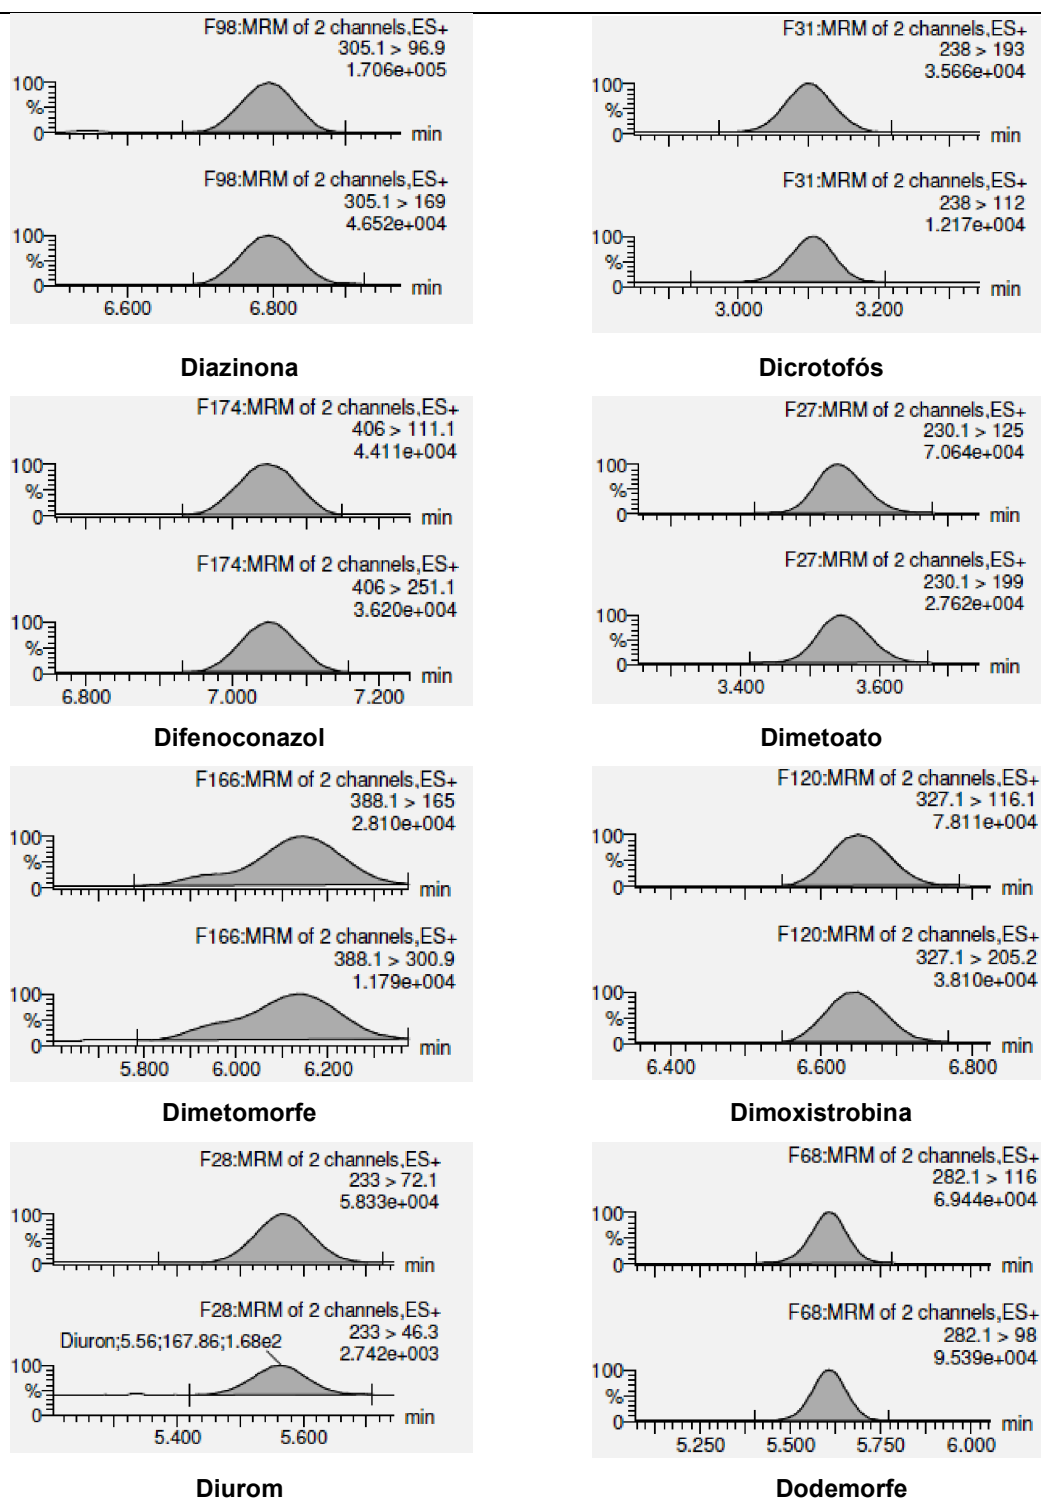 F98:MRM of 2 channels,ES+
305.1 > 96.9
1.706e+005
100
%
0
min
F98:MRM of 2 channels,ES+
305.1 > 169
4.652e+004
100
%
0
min
6.600 6.800
Diazinona
F31:MRM of 2 channels,ES+
238 > 193
3.566e+004
100
%
0
min
F31:MRM of 2 channels,ES+
238 > 112
1.217e+004
100
%
0
min
3.000 3.200
Dicrotofós
F174:MRM of 2 channels,ES+
406 > 111.1
4.411e+004
100
%
0
min
F174:MRM of 2 channels,ES+
406 > 251.1
3.620e+004
100
%
0
min
6.800 7.000 7.200
Difenoconazol
F27:MRM of 2 channels,ES+
230.1 > 125
7.064e+004
100
%
0
min
F27:MRM of 2 channels,ES+
230.1 > 199
2.762e+004
100
%
0
min
3.400 3.600
Dimetoato
F166:MRM of 2 channels,ES+
388.1 > 165
2.810e+004
100
%
0
min
F166:MRM of 2 channels,ES+
388.1 > 300.9
1.179e+004
100
%
0
min
5.800 6.000 6.200
Dimetomorfe
F120:MRM of 2 channels,ES+
327.1 > 116.1
7.811e+004
100
%
0
min
F120:MRM of 2 channels,ES+
327.1 > 205.2
3.810e+004
100
%
0
min
6.400 6.600 6.800
Dimoxistrobina
F28:MRM of 2 channels,ES+
233 > 72.1
5.833e+004
100
%
0
min
F28:MRM of 2 channels,ES+
233 > 46.3
2.742e+003
Diuron;5.56;167.86;1.68e2
100
%
0
min
5.400 5.600
Diurom
F68:MRM of 2 channels,ES+
282.1 > 116
6.944e+004
100
%
0
min
F68:MRM of 2 channels,ES+
282.1 > 98
9.539e+004
100
%
0
min
5.250 5.500 5.750 6.000
Dodemorfe